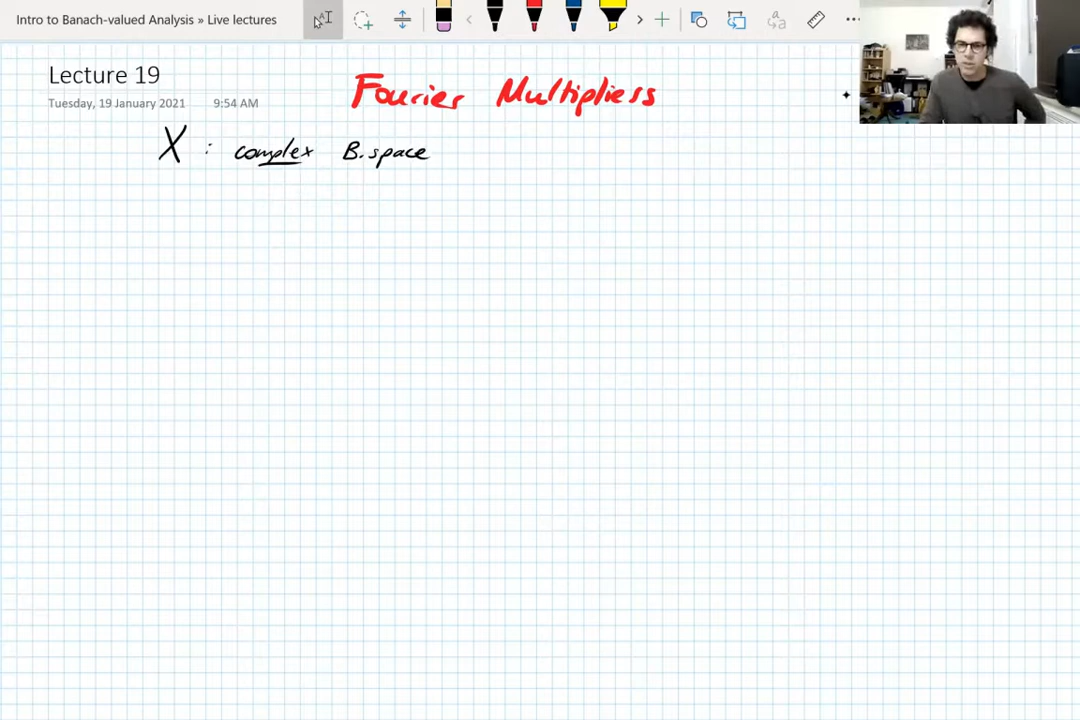 Intro to Banach-valued Analysis » Live lectures
Lecture 19
Fourier Multipliers
Tuesday, 19 January 2021 9:54 AM
X : complex B. space